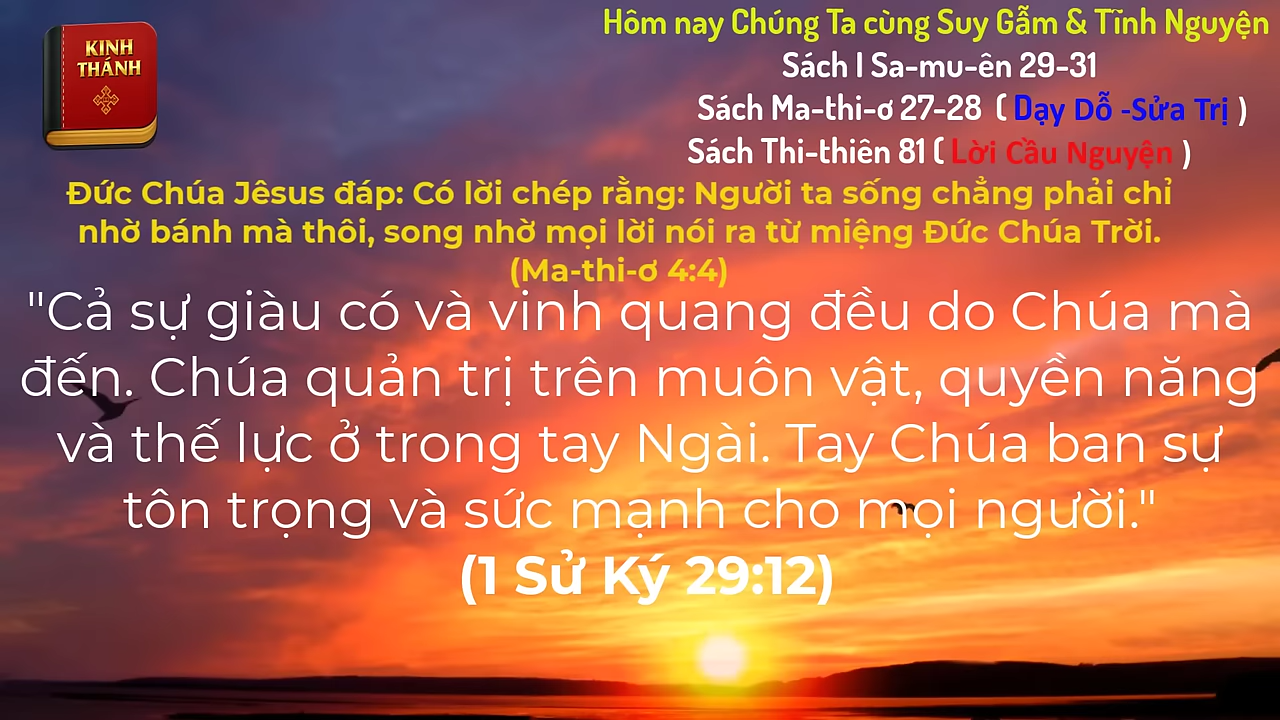 KINH
THÁNH
Hôm nay Chúng Ta cùng Suy Gẫm & Tĩnh Nguyện
Sách I Sa-mu-ên 29-31
Sách Ma-thi-ơ 27-28 ( Dạy Dỗ -Sửa Trị )
Sách Thi-thiên 81 ( Lời Cầu Nguyện )
Đức Chúa Jêsus đáp: Có lời chép rằng: Người ta sống chẳng phải chỉ
nhờ bánh mà thôi, song nhờ mọi lời nói ra từ miệng Đức Chúa Trời.
(Ma-thi-ơ 4:4)
"Cả sự giàu có và vinh quang đều do Chúa mà
đến. Chúa quản trị trên muôn vật, quyền năng
và thế lực ở trong tay Ngài. Tay Chúa ban sự
tôn trọng và sức mạnh cho mọi người."
(1 Sử Ký 29:12)